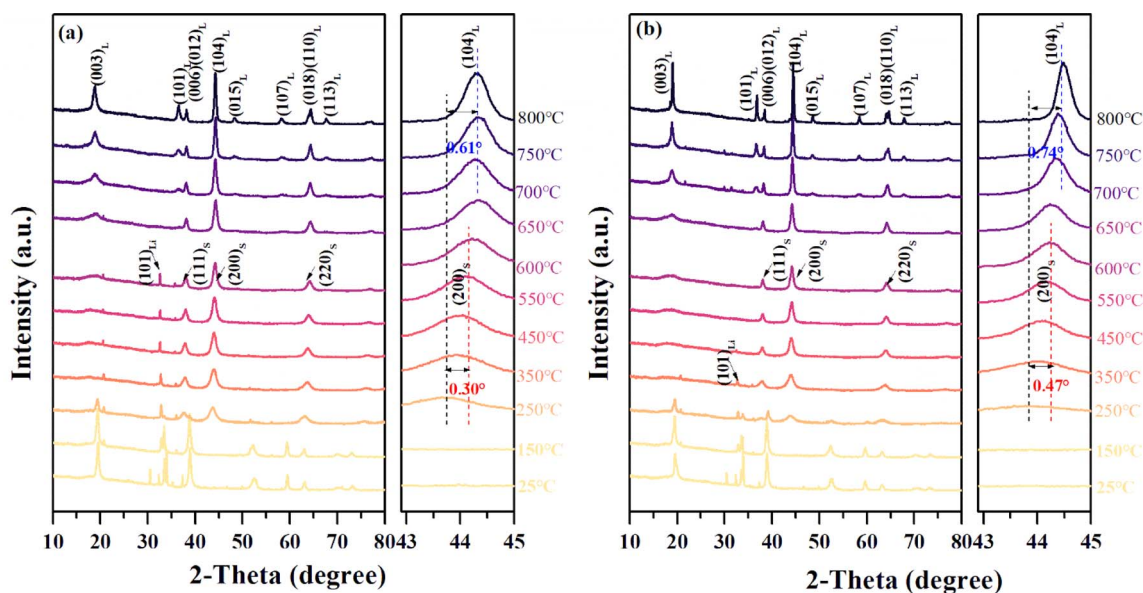 (a)
(003)L
(101)L
(006)(012)L
(104)L
(015)L
(107)L
(018)(110)L
(113)L
(101)Li
(111)S
(200)S
(220)S
Intensity (a.u.)
10 20 30 40 50 60 70 80
2-Theta (degree)
(104)L
0.61°
(200)S
0.30°
43 44 45
800°C
750°C
700°C
650°C
600°C
550°C
450°C
350°C
250°C
150°C
25°C
(b)
(003)L
(101)L
(006)(012)L
(104)L
(015)L
(107)L
(018)(110)L
(113)L
(111)S
(200)S
(220)S
(101)Li
Intensity (a.u.)
10 20 30 40 50 60 70 80
2-Theta (degree)
(104)L
0.74°
(200)S
0.47°
43 44 45
800°C
750°C
700°C
650°C
600°C
550°C
450°C
350°C
250°C
150°C
25°C